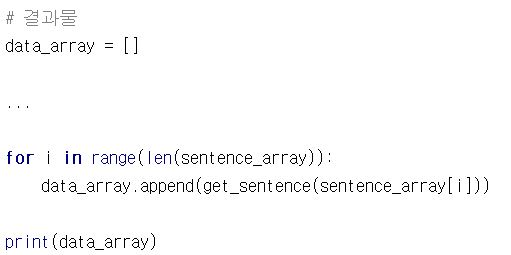 # 결과물
data_array = []
...
for i in range(len(sentence_array)):
    data_array.append(get_sentence(sentence_array[i]))
print(data_array)